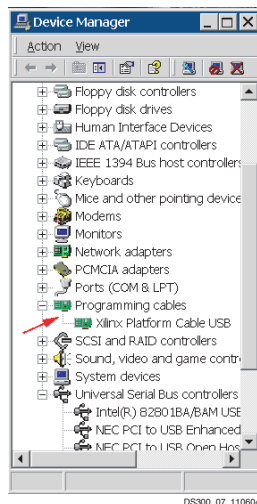 Device Manager
Action View
Floppy disk controllers
Floppy disk drives
Human Interface Devices
IDE ATA/ATAPI controllers
IEEE 1394 Bus host controllers
Keyboards
Mice and other pointing device
Modems
Monitors
Network adapters
PCMCIA adapters
Ports (COM & LPT)
Programming cables
Xilinx Platform Cable USB
SCSI and RAID controllers
Sound, video and game contro
System devices
Universal Serial Bus controllers
Intel(R) 82801BA/BAM USE
NEC PCI to USB Enhanced
NEC PCI to USB Open Hos
DS300_07_11060